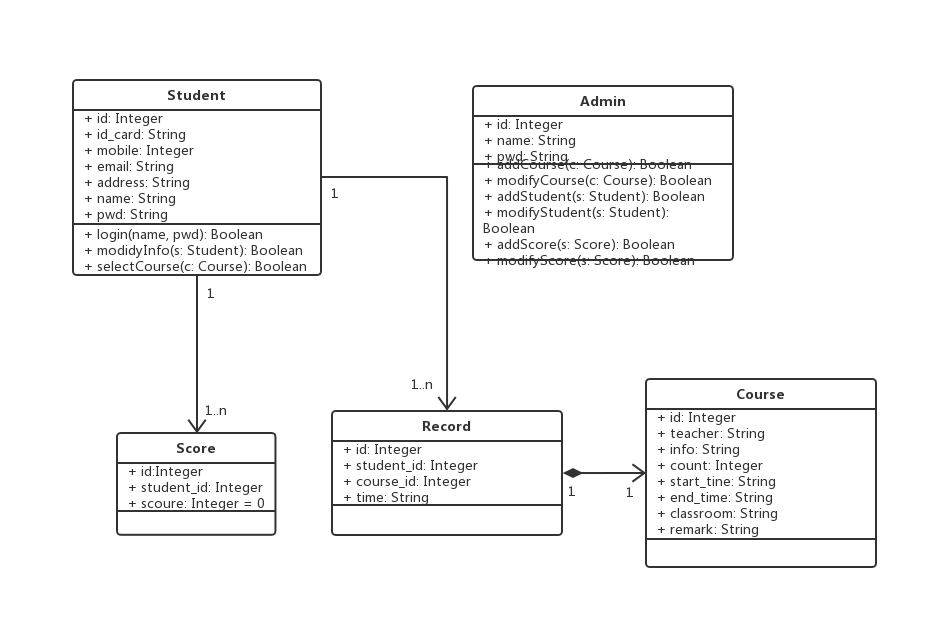 Student
+ id: Integer
+ id_card: String
+ mobile: Integer
+ email: String
+ address: String
+ name: String
+ pwd: String
+ login(name, pwd): Boolean
+ modidyInfo(s: Student): Boolean
+ selectCourse(c: Course): Boolean
Admin
+ id: Integer
+ name: String
+ pwd: String
+ addCourse(c: Course): Boolean
+ modifyCourse(c: Course): Boolean
+ addStudent(s: Student): Boolean
+ modifyStudent(s: Student):
Boolean
+ addScore(s: Score): Boolean
+ modifyScore(s: Score): Boolean
1
1
1..n
1..n
Score
+ id:Integer
+ student_id: Integer
+ scoure: Integer = 0
Record
+ id: Integer
+ student_id: Integer
+ course_id: Integer
+ time: String
1
1
Course
+ id: Integer
+ teacher: String
+ info: String
+ count: Integer
+ start_tine: String
+ end_time: String
+ classroom: String
+ remark: String